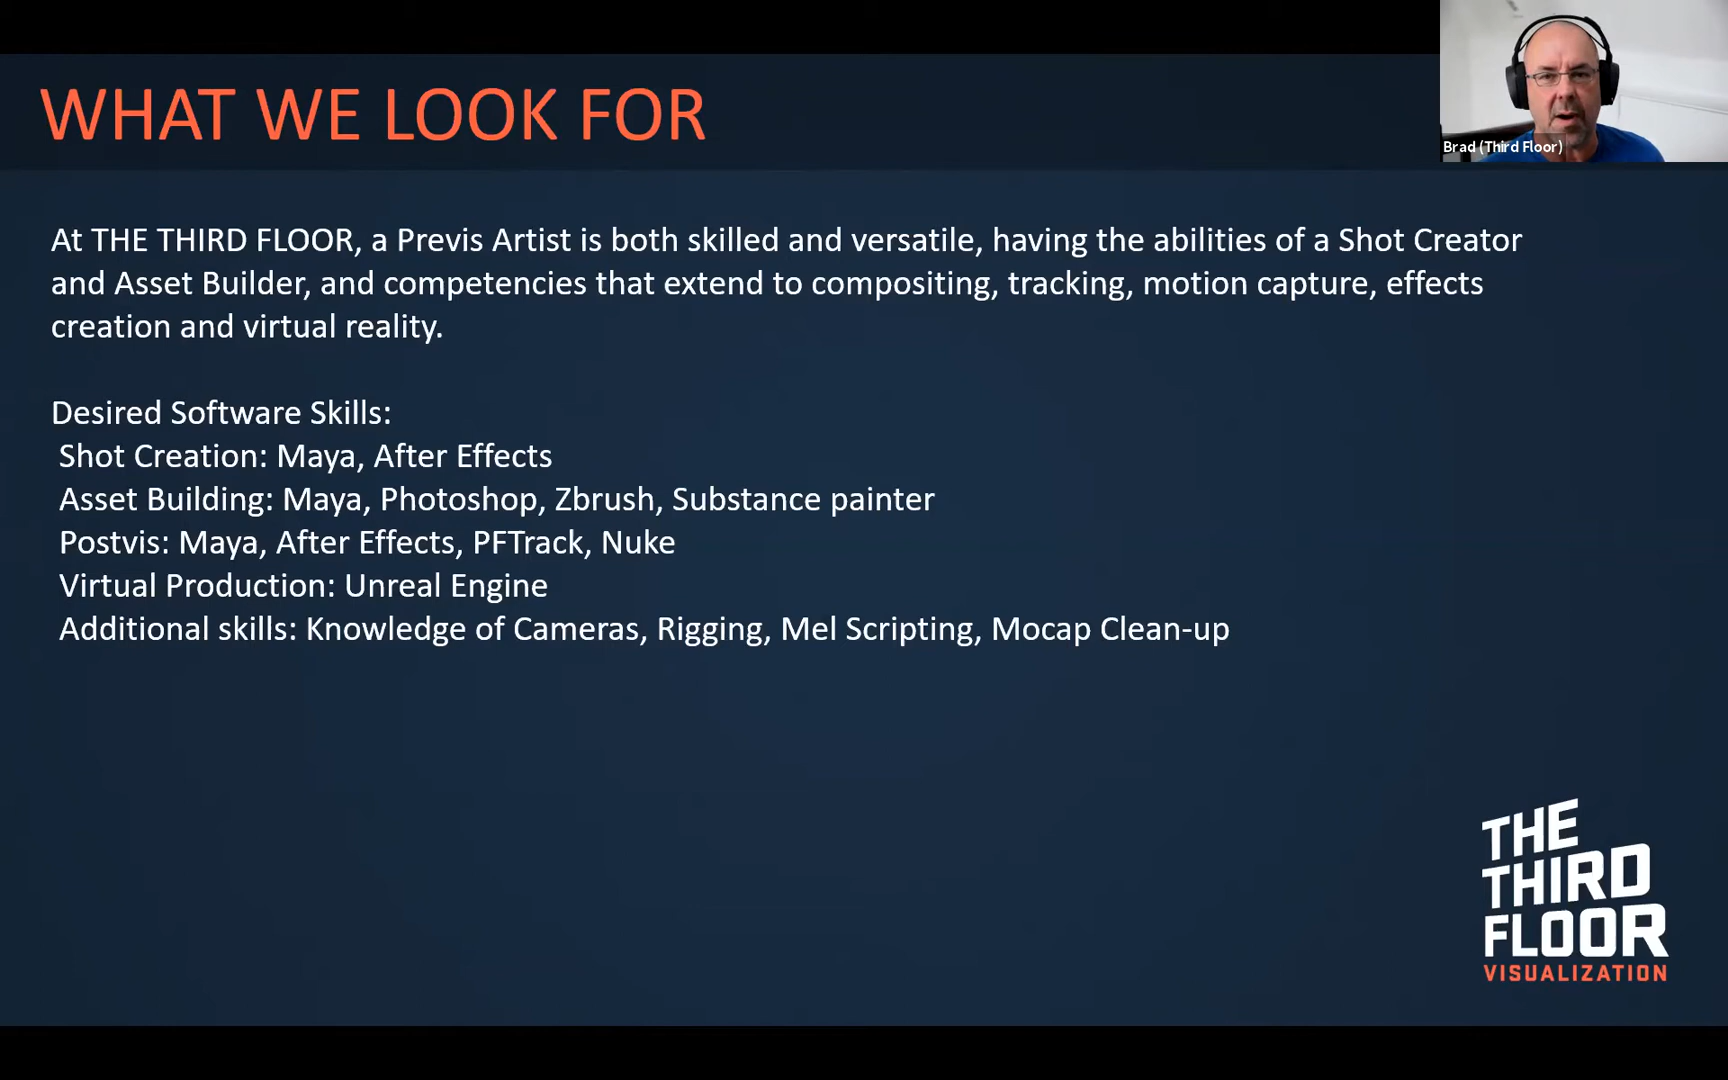 WHAT WE LOOK FOR
Brad (Third Floor)
At THE THIRD FLOOR, a Previs Artist is both skilled and versatile, having the abilities of a Shot Creator
and Asset Builder, and competencies that extend to compositing, tracking, motion capture, effects
creation and virtual reality.
Desired Software Skills:
Shot Creation: Maya, After Effects
Asset Building: Maya, Photoshop, Zbrush, Substance painter
Postvis: Maya, After Effects, PFTrack, Nuke
Virtual Production: Unreal Engine
Additional skills: Knowledge of Cameras, Rigging, Mel Scripting, Mocap Clean-up
THE
THIRD
FLOOR
VISUALIZATION